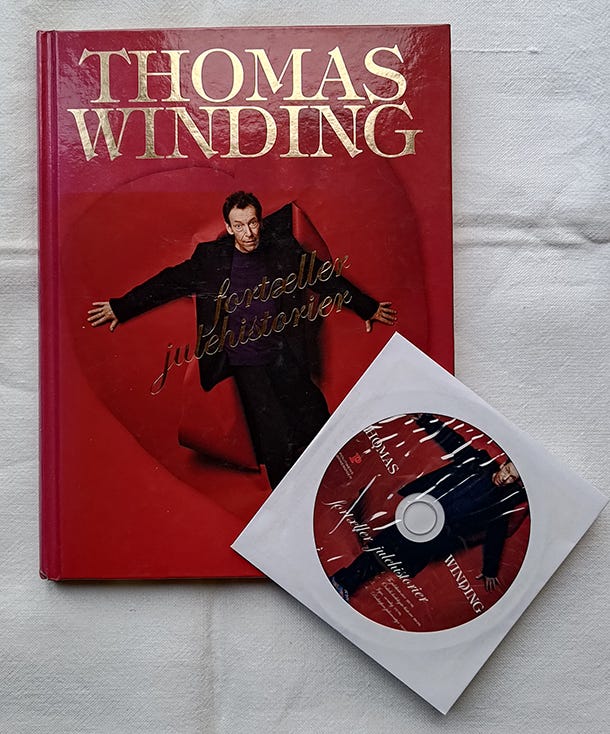 THOMAS
WINDING
fortæller
julehistorier
THOMAS
WINDING
fortæller julehistorier